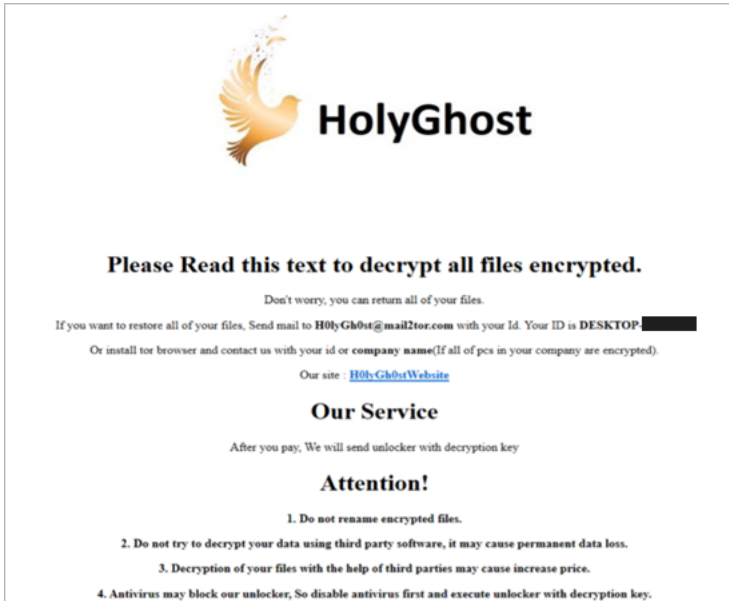 HolyGhost
Please Read this text to decrypt all files encrypted.
Don't worry, you can return all of your files.
If you want to restore all of your files, Send mail to H0lyGh0st@mail2tor.com with your Id. Your ID is DESKTOP-
Or install tor browser and contact us with your id or company name(If all of pcs in your company are encrypted).
Our site : H0lyGh0stWebsite
Our Service
After you pay, We will send unlocker with decryption key
Attention!
1. Do not rename encrypted files.
2. Do not try to decrypt your data using third party software, it may cause permanent data loss.
3. Decryption of your files with the help of third parties may cause increase price.
4. Antivirus may block our unlocker, So disable antivirus first and execute unlocker with decryption key.